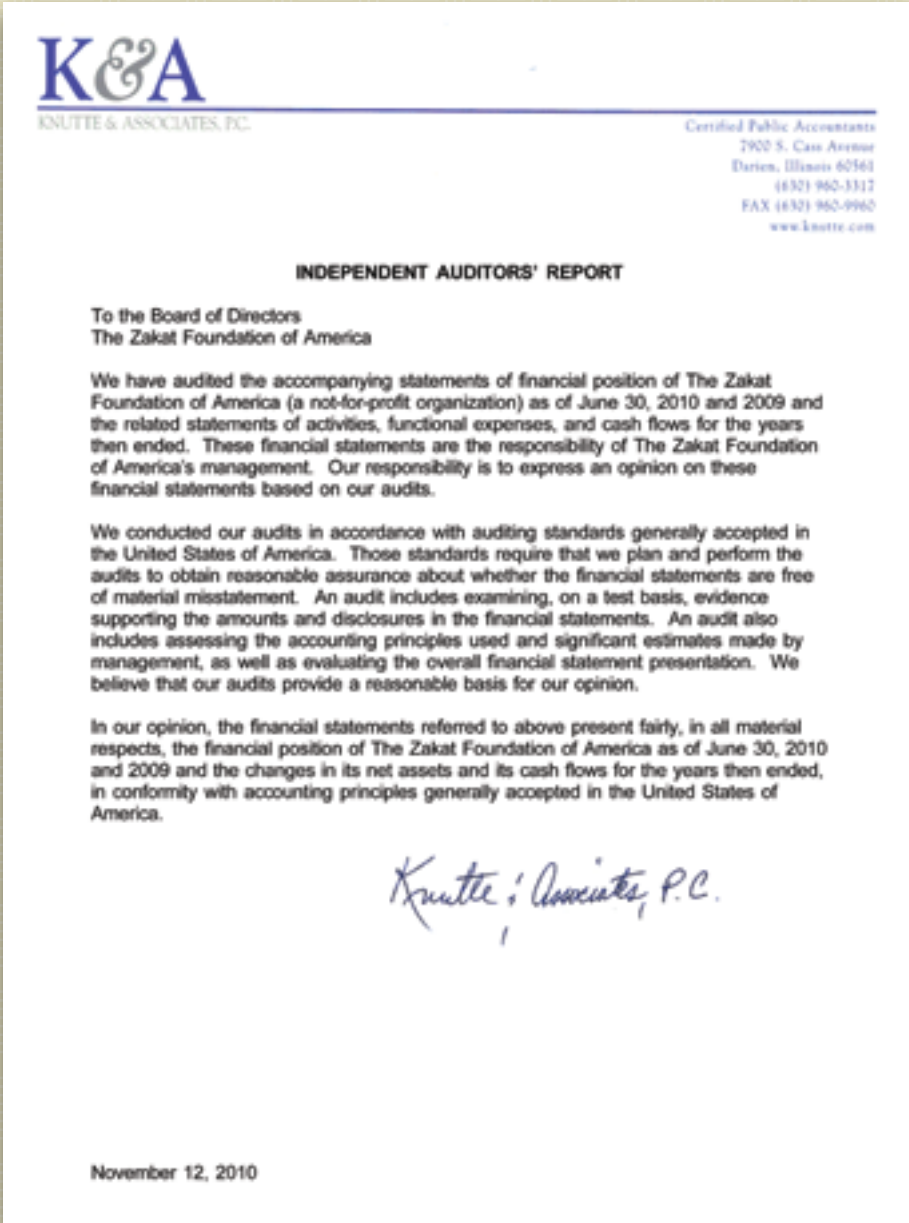 K&A
KNUTTE & ASSOCIATES, P.C.
Certified Public Accountants
7900 S. Cass Avenue
Darien, Illinois 60561
(630) 960-3317
FAX (630) 960-9960
www.knutte.com
INDEPENDENT AUDITORS' REPORT
To the Board of Directors
The Zakat Foundation of America
We have audited the accompanying statements of financial position of The Zakat
Foundation of America (a not-for-profit organization) as of June 30, 2010 and 2009 and
the related statements of activities, functional expenses, and cash flows for the years
then ended. These financial statements are the responsibility of The Zakat Foundation
of America's management. Our responsibility is to express an opinion on these
financial statements based on our audits.
We conducted our audits in accordance with auditing standards generally accepted in
the United States of America. Those standards require that we plan and perform the
audits to obtain reasonable assurance about whether the financial statements are free
of material misstatement. An audit includes examining, on a test basis, evidence
supporting the amounts and disclosures in the financial statements. An audit also
includes assessing the accounting principles used and significant estimates made by
management, as well as evaluating the overall financial statement presentation. We
believe that our audits provide a reasonable basis for our opinion.
In our opinion, the financial statements referred to above present fairly, in all material
respects, the financial position of The Zakat Foundation of America as of June 30, 2010
and 2009 and the changes in its net assets and its cash flows for the years then ended,
in conformity with accounting principles generally accepted in the United States of
America.
Knutte & Associates, P.C.
November 12, 2010